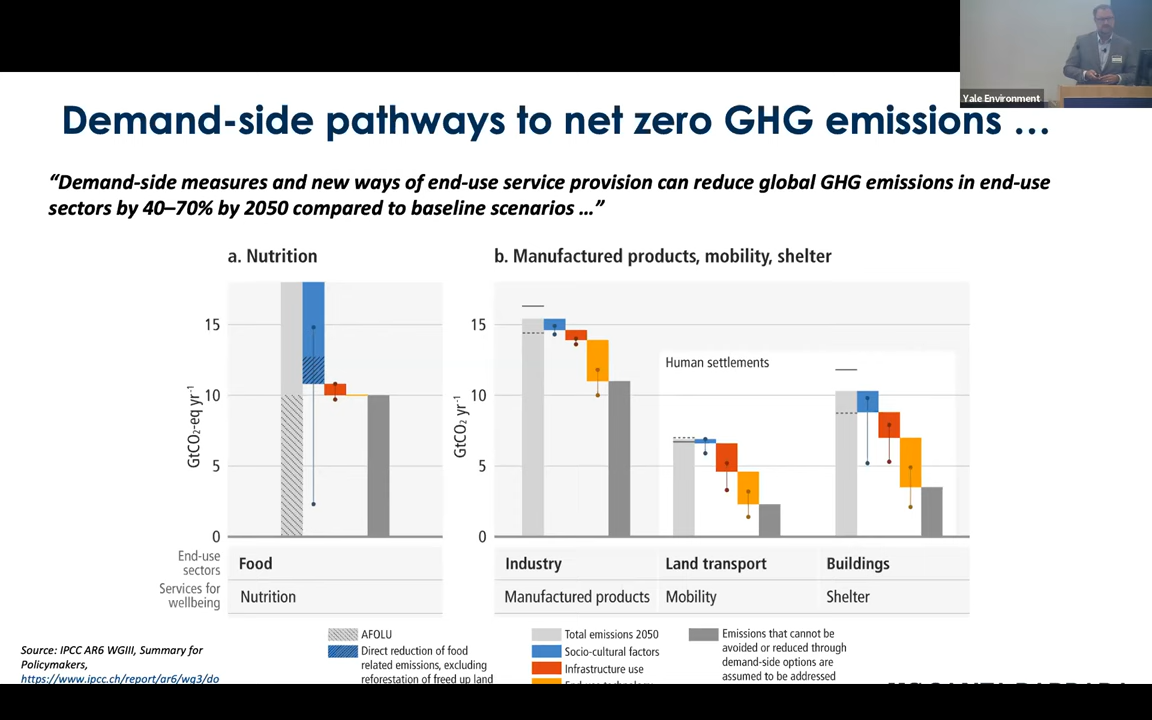 Yale Environment
Demand-side pathways to net zero GHG emissions …
“Demand-side measures and new ways of end-use service provision can reduce global GHG emissions in end-use
sectors by 40–70% by 2050 compared to baseline scenarios …”
a. Nutrition
b. Manufactured products, mobility, shelter
15
10
5
0
GtCO₂-eq yr⁻¹
15
10
5
0
GtCO₂ yr⁻¹
Human settlements
End-use
sectors
Food
Industry
Land transport
Buildings
Services for
wellbeing
Nutrition
Manufactured products
Mobility
Shelter
AFOLU
Direct reduction of food
related emissions, excluding
reforestation of freed up land
Total emissions 2050
Socio-cultural factors
Infrastructure use
Emissions that cannot be
avoided or reduced through
demand-side options are
assumed to be addressed
Source: IPCC AR6 WGIII, Summary for
Policymakers,
https://www.ipcc.ch/report/ar6/wg3/do